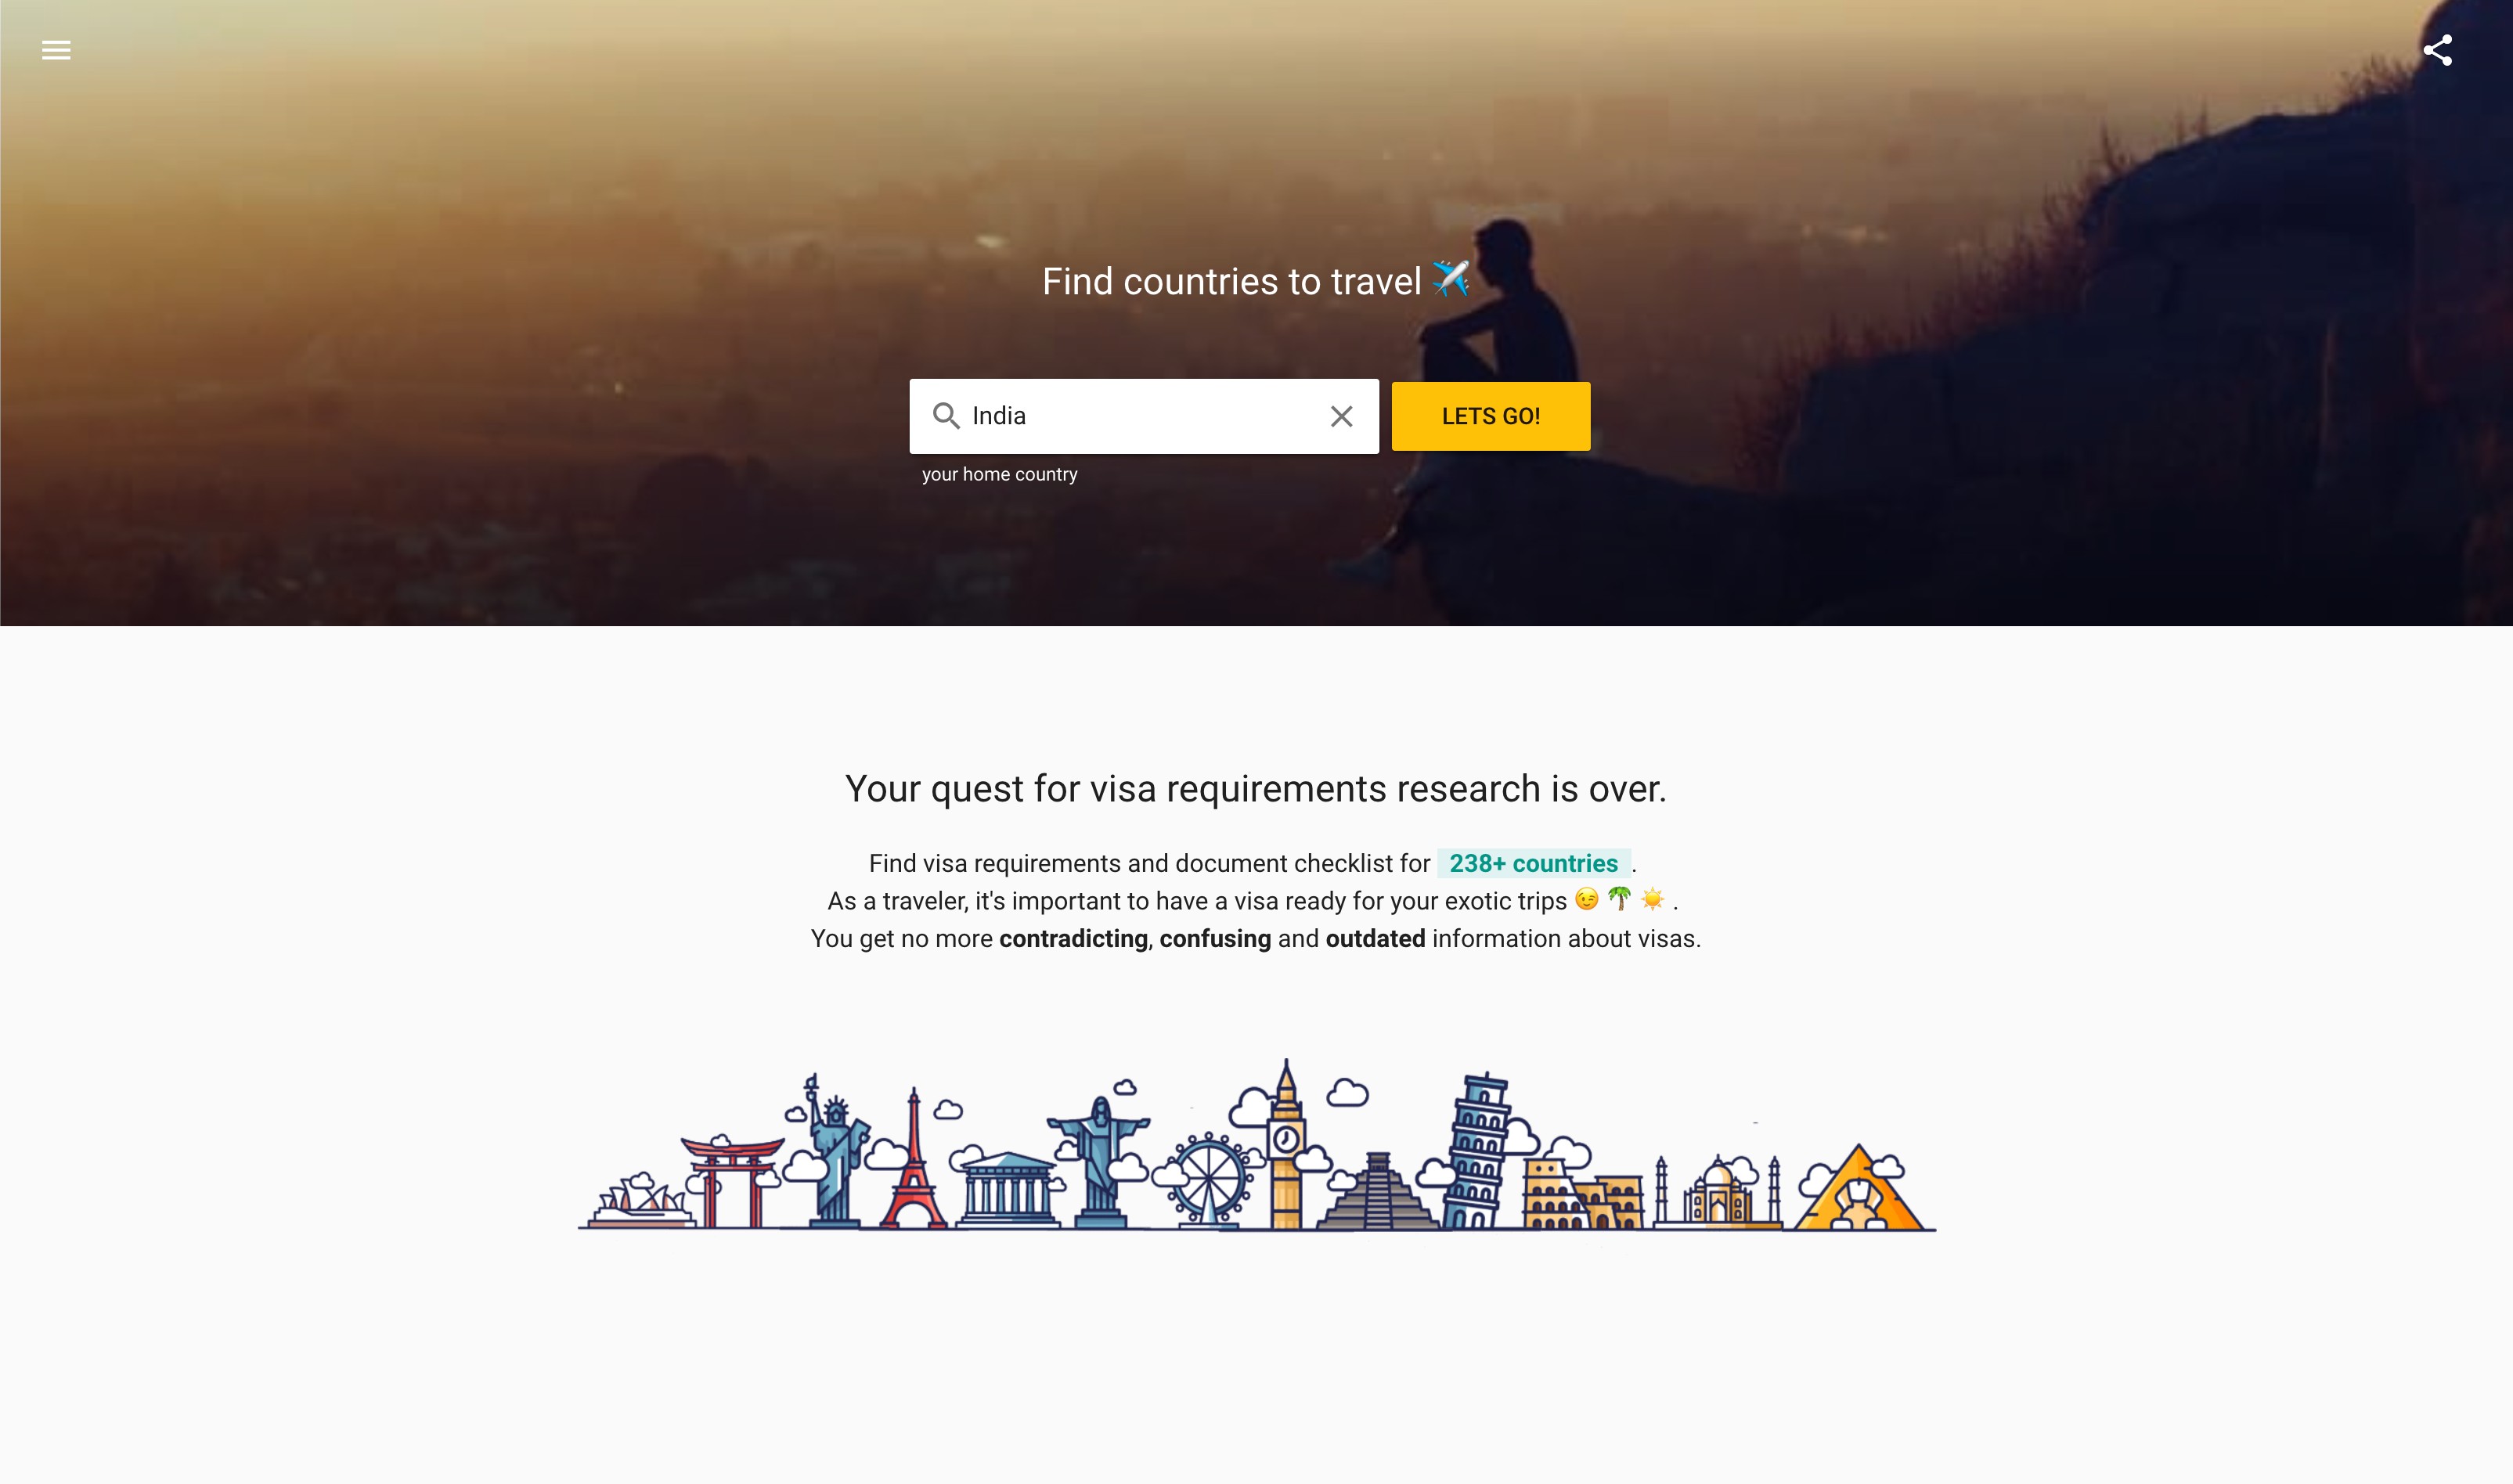 Find countries to travel ✈️
India
LETS GO!
your home country
Your quest for visa requirements research is over.
Find visa requirements and document checklist for 238+ countries .
As a traveler, it's important to have a visa ready for your exotic trips 😉 🌴 ☀️ .
You get no more contradicting, confusing and outdated information about visas.